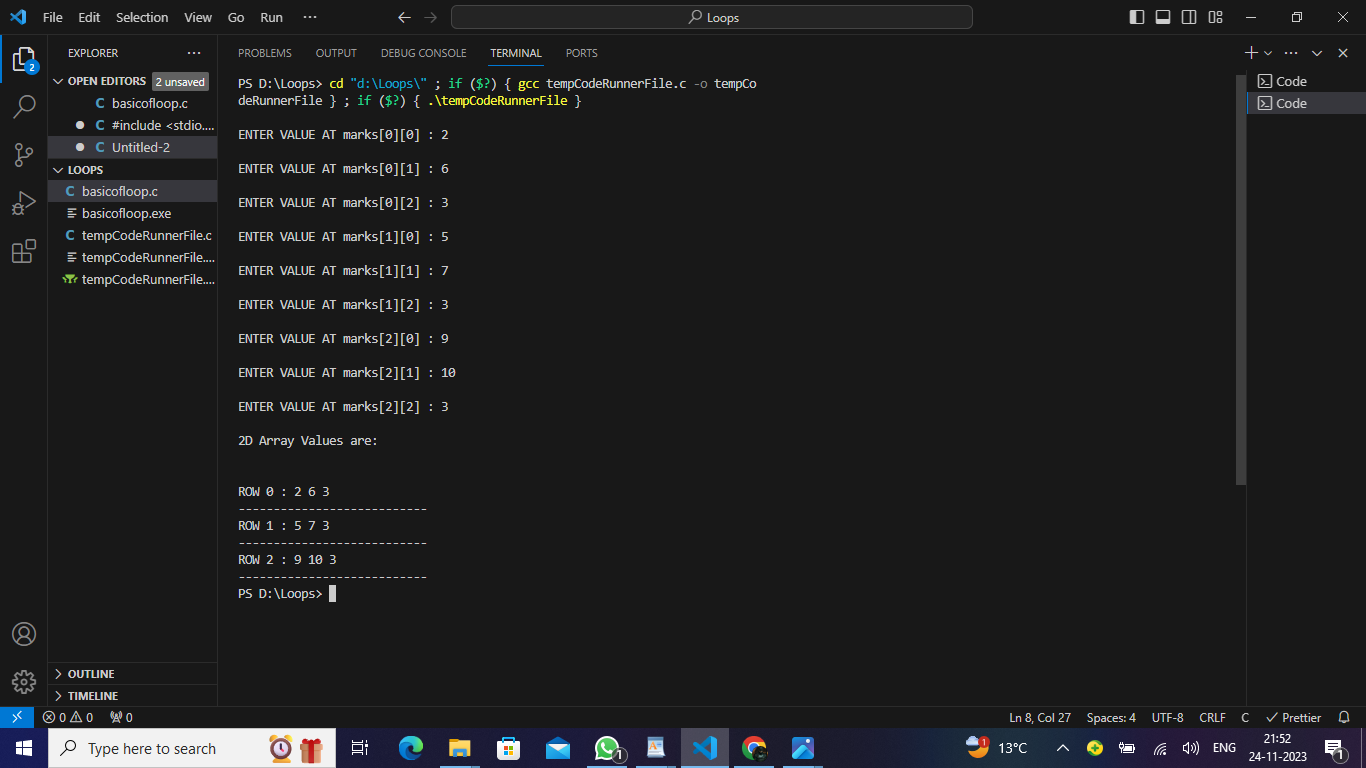 File Edit Selection View Go Run ···
Loops
EXPLORER ···
OPEN EDITORS 2 unsaved
basicofloop.c
#include <stdio....
Untitled-2
LOOPS
C basicofloop.c
basicofloop.exe
C tempCodeRunnerFile.c
tempCodeRunnerFile....
tempCodeRunnerFile....
OUTLINE
TIMELINE
PROBLEMS OUTPUT DEBUG CONSOLE TERMINAL PORTS
PS D:\Loops> cd "d:\Loops\" ; if ($?) { gcc tempCodeRunnerFile.c -o tempCo
deRunnerFile } ; if ($?) { .\tempCodeRunnerFile }
ENTER VALUE AT marks[0][0] : 2
ENTER VALUE AT marks[0][1] : 6
ENTER VALUE AT marks[0][2] : 3
ENTER VALUE AT marks[1][0] : 5
ENTER VALUE AT marks[1][1] : 7
ENTER VALUE AT marks[1][2] : 3
ENTER VALUE AT marks[2][0] : 9
ENTER VALUE AT marks[2][1] : 10
ENTER VALUE AT marks[2][2] : 3
2D Array Values are:
ROW 0 : 2 6 3
---------------------------
ROW 1 : 5 7 3
---------------------------
ROW 2 : 9 10 3
---------------------------
PS D:\Loops>
Code
Code
2
0 0 0 Ln 8, Col 27 Spaces: 4 UTF-8 CRLF C Prettier
Type here to search 1 1 13°C ENG 21:52
24-11-2023 1